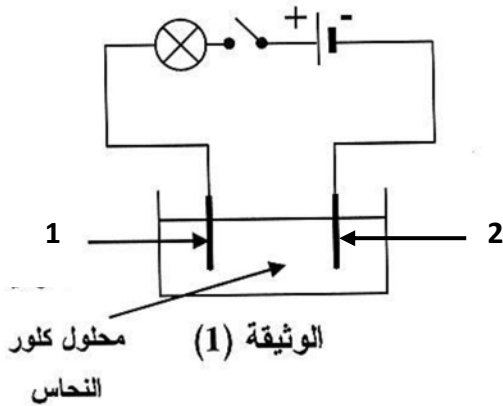 + -
1
2
محلول كلور
النحاس
الوثيقة (1)